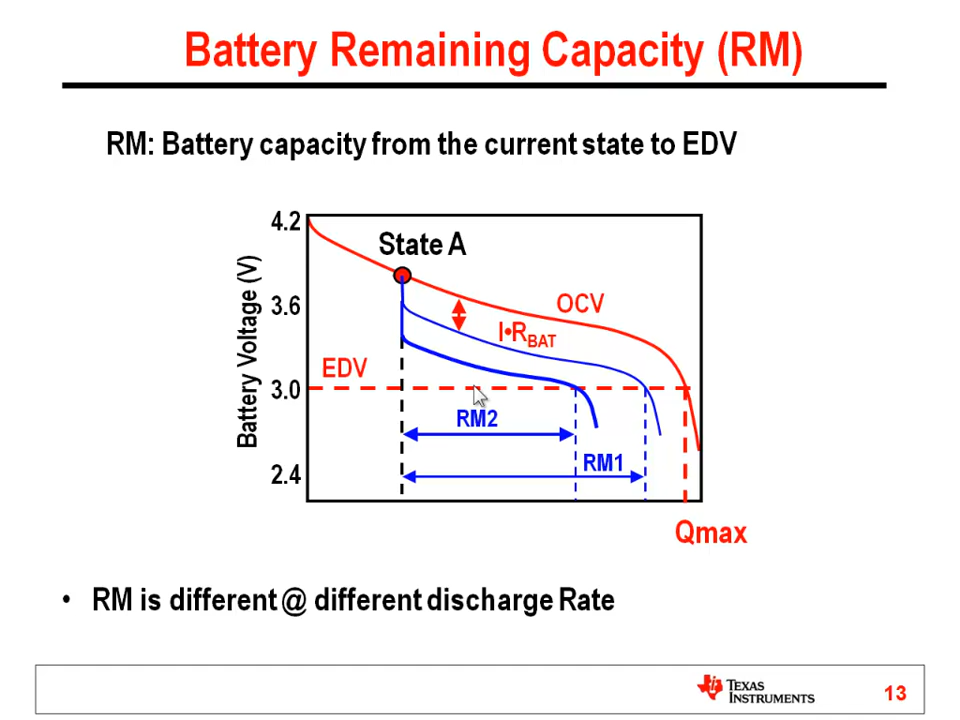 Battery Remaining Capacity (RM)
RM: Battery capacity from the current state to EDV
4.2
State A
3.6
OCV
I•RBAT
EDV
3.0
Battery Voltage (V)
RM2
RM1
2.4
Qmax
• RM is different @ different discharge Rate
TEXAS
INSTRUMENTS
13